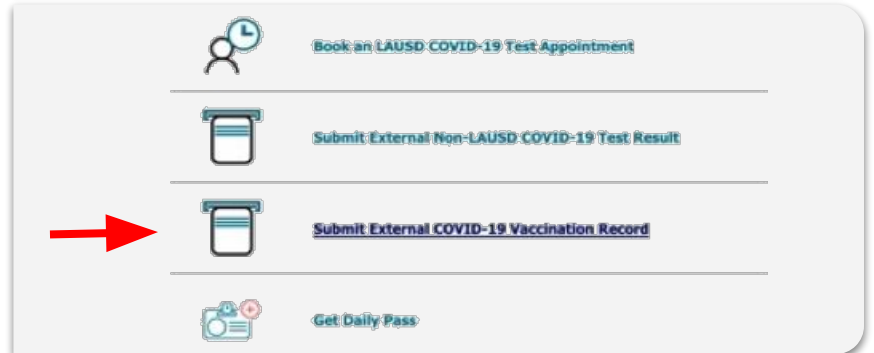 Book an LAUSD COVID-19 Test Appointment
Submit External Non-LAUSD COVID-19 Test Result
Submit External COVID-19 Vaccination Record
Get Daily Pass